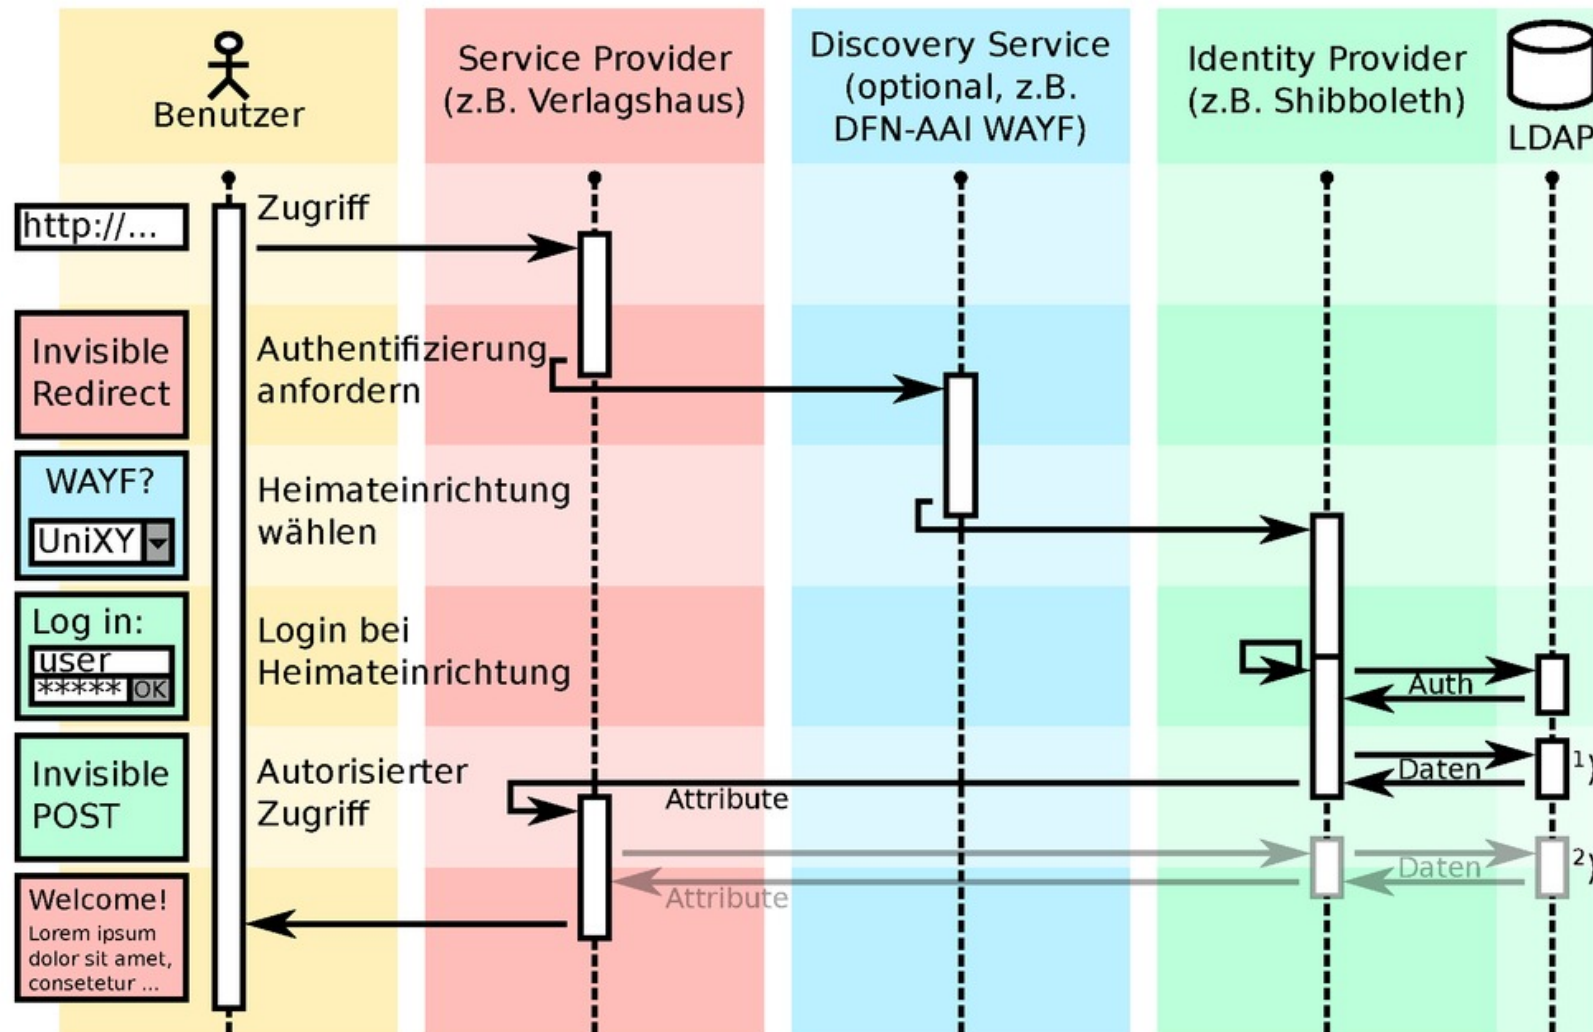 Benutzer
Service Provider
(z.B. Verlagshaus)
Discovery Service
(optional, z.B.
DFN-AAI WAYF)
Identity Provider
(z.B. Shibboleth)
LDAP
http://...
Zugriff
Invisible
Redirect
Authentifizierung
anfordern
WAYF?
UniXY
Heimateinrichtung
wählen
Log in:
user
*****
OK
Login bei
Heimateinrichtung
Auth
Invisible
POST
Autorisierter
Zugriff
Attribute
Daten
1)
Attribute
Daten
2)
Welcome!
Lorem ipsum
dolor sit amet,
consetetur ...